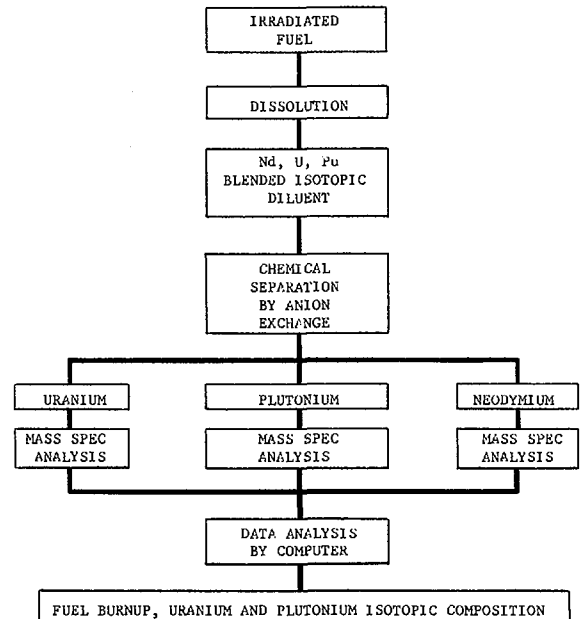 IRRADIATED
FUEL
DISSOLUTION
Nd, U, Pu
BLENDED ISOTOPIC
DILUENT
CHEMICAL
SEPARATION
BY ANION
EXCHANGE
URANIUM
PLUTONIUM
NEODYMIUM
MASS SPEC
ANALYSIS
MASS SPEC
ANALYSIS
MASS SPEC
ANALYSIS
DATA ANALYSIS
BY COMPUTER
FUEL BURNUP, URANIUM AND PLUTONIUM ISOTOPIC COMPOSITION